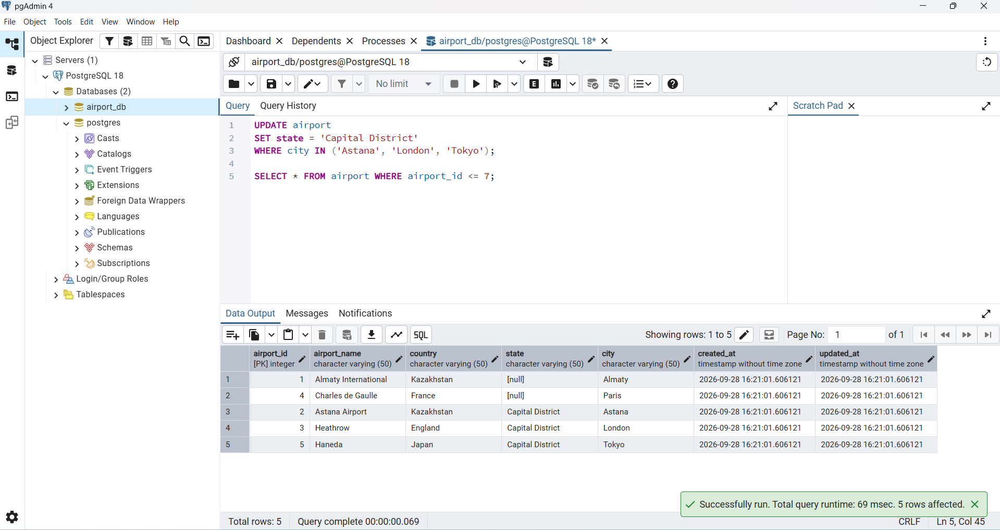 pgAdmin 4
File Object Tools Edit View Window Help
Object Explorer
Dashboard Dependents Processes airport_db/postgres@PostgreSQL 18*
Servers (1)
PostgreSQL 18
Databases (2)
airport_db
postgres
Casts
Catalogs
Event Triggers
Extensions
Foreign Data Wrappers
Languages
Publications
Schemas
Subscriptions
Login/Group Roles
Tablespaces
airport_db/postgres@PostgreSQL 18
No limit
E
Query Query History
Scratch Pad
1 UPDATE airport
2 SET state = 'Capital District'
3 WHERE city IN ('Astana', 'London', 'Tokyo');
4
5 SELECT * FROM airport WHERE airport_id <= 7;
Data Output Messages Notifications
SQL Showing rows: 1 to 5 Page No: 1 of 1
airport_id airport_name country state city created_at updated_at
[PK] integer character varying (50) character varying (50) character varying (50) character varying (50) timestamp without time zone timestamp without time zone
1 1 Almaty International Kazakhstan [null] Almaty 2026-09-28 16:21:01.606121 2026-09-28 16:21:01.606121
2 4 Charles de Gaulle France [null] Paris 2026-09-28 16:21:01.606121 2026-09-28 16:21:01.606121
3 2 Astana Airport Kazakhstan Capital District Astana 2026-09-28 16:21:01.606121 2026-09-28 16:21:01.606121
4 3 Heathrow England Capital District London 2026-09-28 16:21:01.606121 2026-09-28 16:21:01.606121
5 5 Haneda Japan Capital District Tokyo 2026-09-28 16:21:01.606121 2026-09-28 16:21:01.606121
Successfully run. Total query runtime: 69 msec. 5 rows affected.
Total rows: 5 Query complete 00:00:00.069 CRLF Ln 5, Col 45